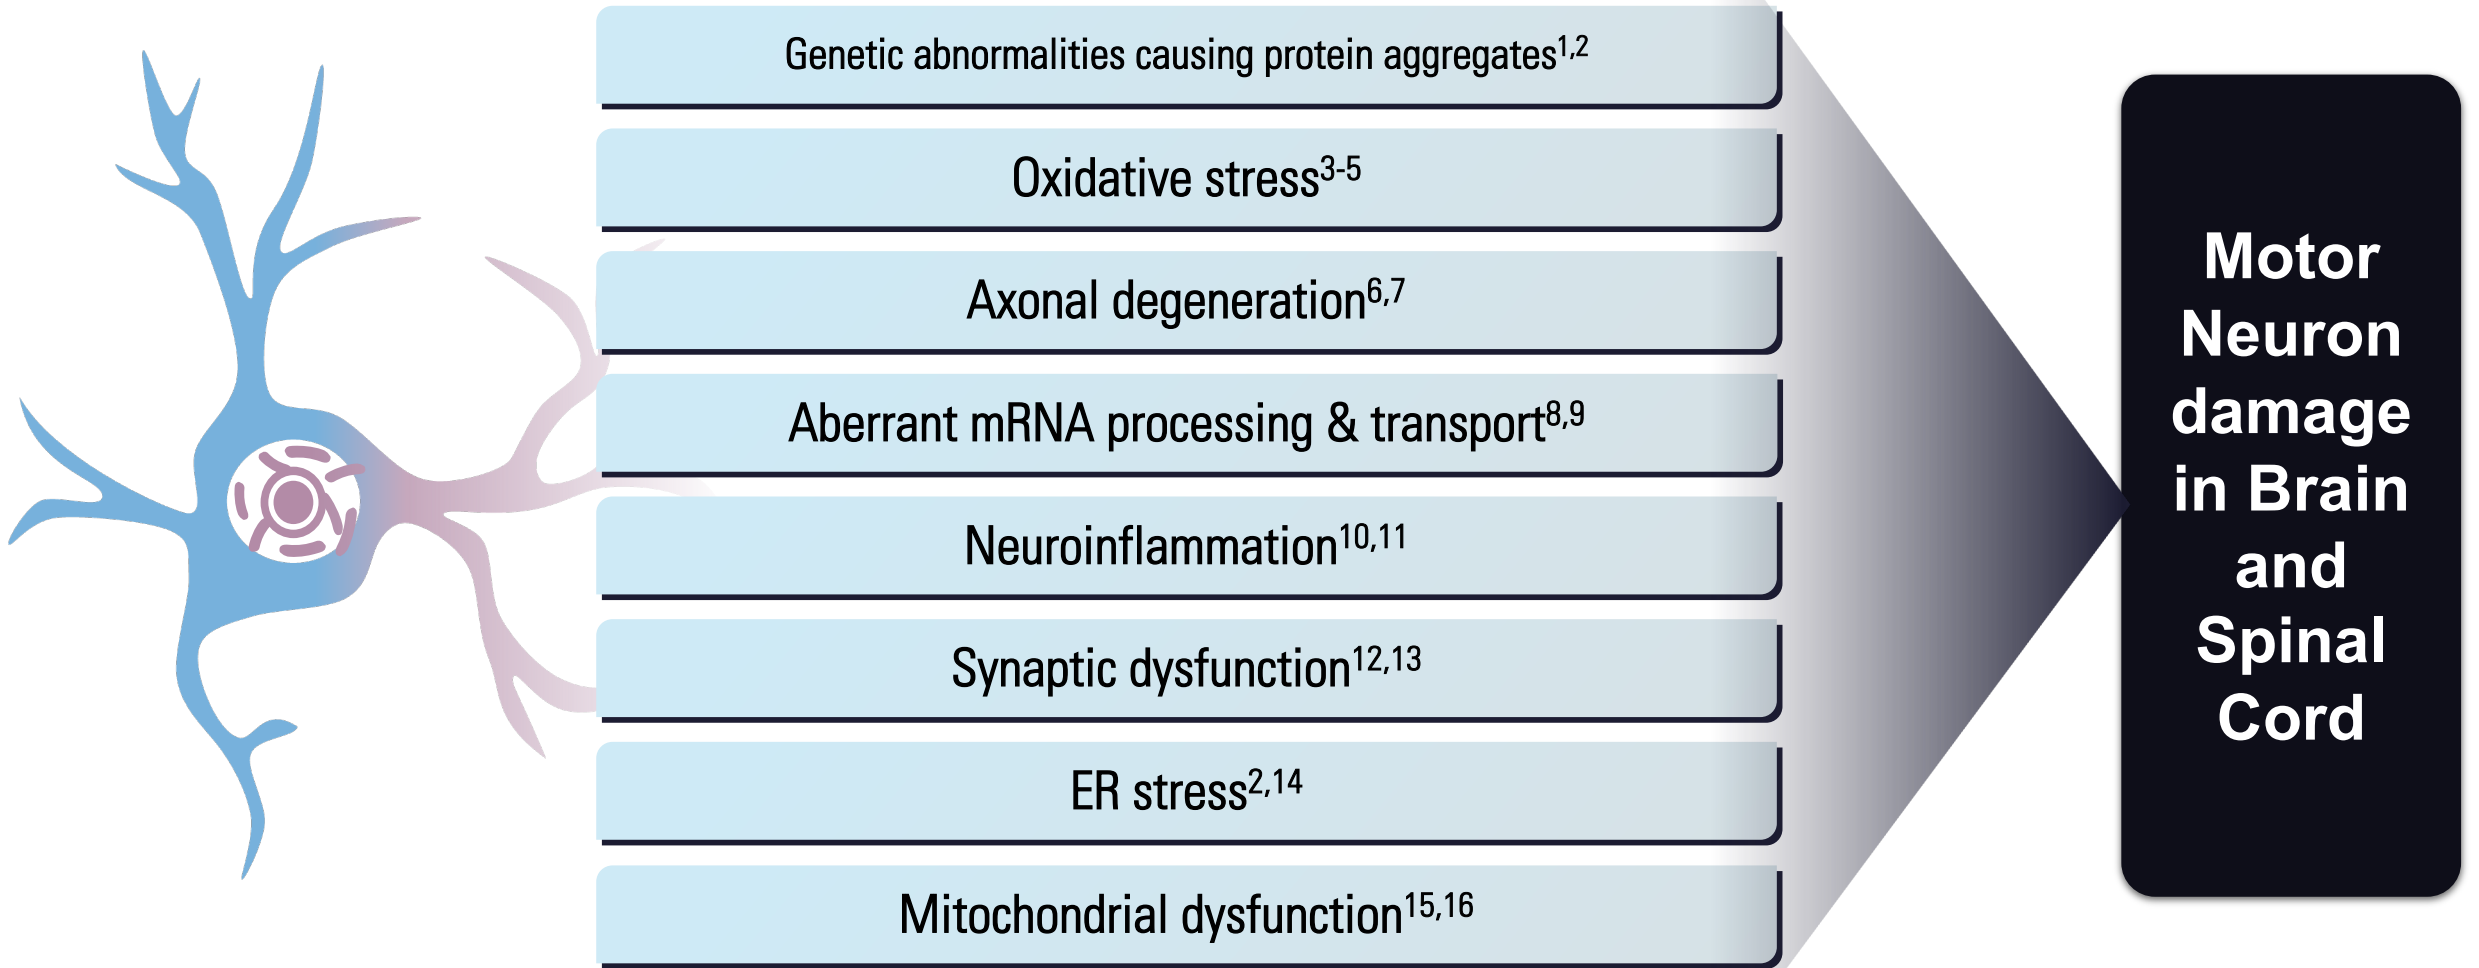 Genetic abnormalities causing protein aggregates1,2
Oxidative stress3-5
Axonal degeneration6,7
Aberrant mRNA processing & transport8,9
Neuroinflammation10,11
Synaptic dysfunction12,13
ER stress2,14
Mitochondrial dysfunction15,16
Motor
Neuron
damage
in Brain
and
Spinal
Cord